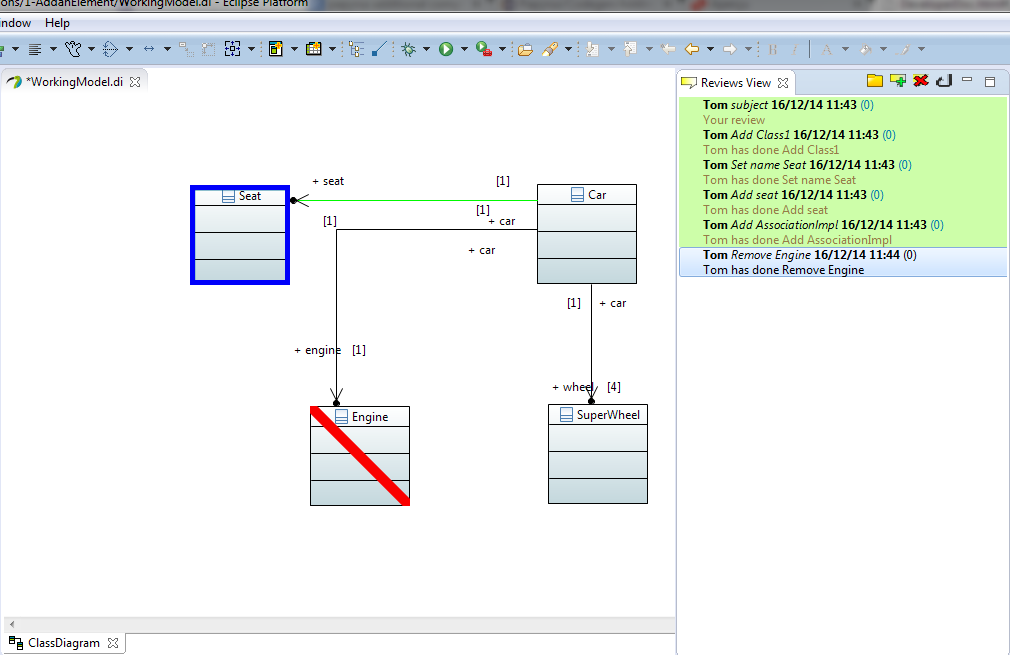 ons/1-AddanElement/WorkingModel.di - Eclipse Platform
indow Help
*WorkingModel.di
Reviews View
Tom subject 16/12/14 11:43 (0)
Your review
Tom Add Class1 16/12/14 11:43 (0)
Tom has done Add Class1
Tom Set name Seat 16/12/14 11:43 (0)
Tom has done Set name Seat
Tom Add seat 16/12/14 11:43 (0)
Tom has done Add seat
Tom Add AssociationImpl 16/12/14 11:43 (0)
Tom has done Add AssociationImpl
Tom Remove Engine 16/12/14 11:44 (0)
Tom has done Remove Engine
+ seat [1]
Seat
Car
[1] [1]
+ car
+ car
[1] + car
+ engine [1]
+ wheel [4]
Engine
SuperWheel
ClassDiagram